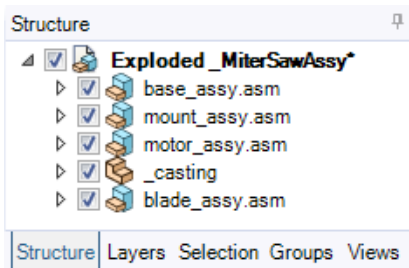 Structure
Exploded _MiterSawAssy*
base_assy.asm
mount_assy.asm
motor_assy.asm
_casting
blade_assy.asm
Structure Layers Selection Groups Views